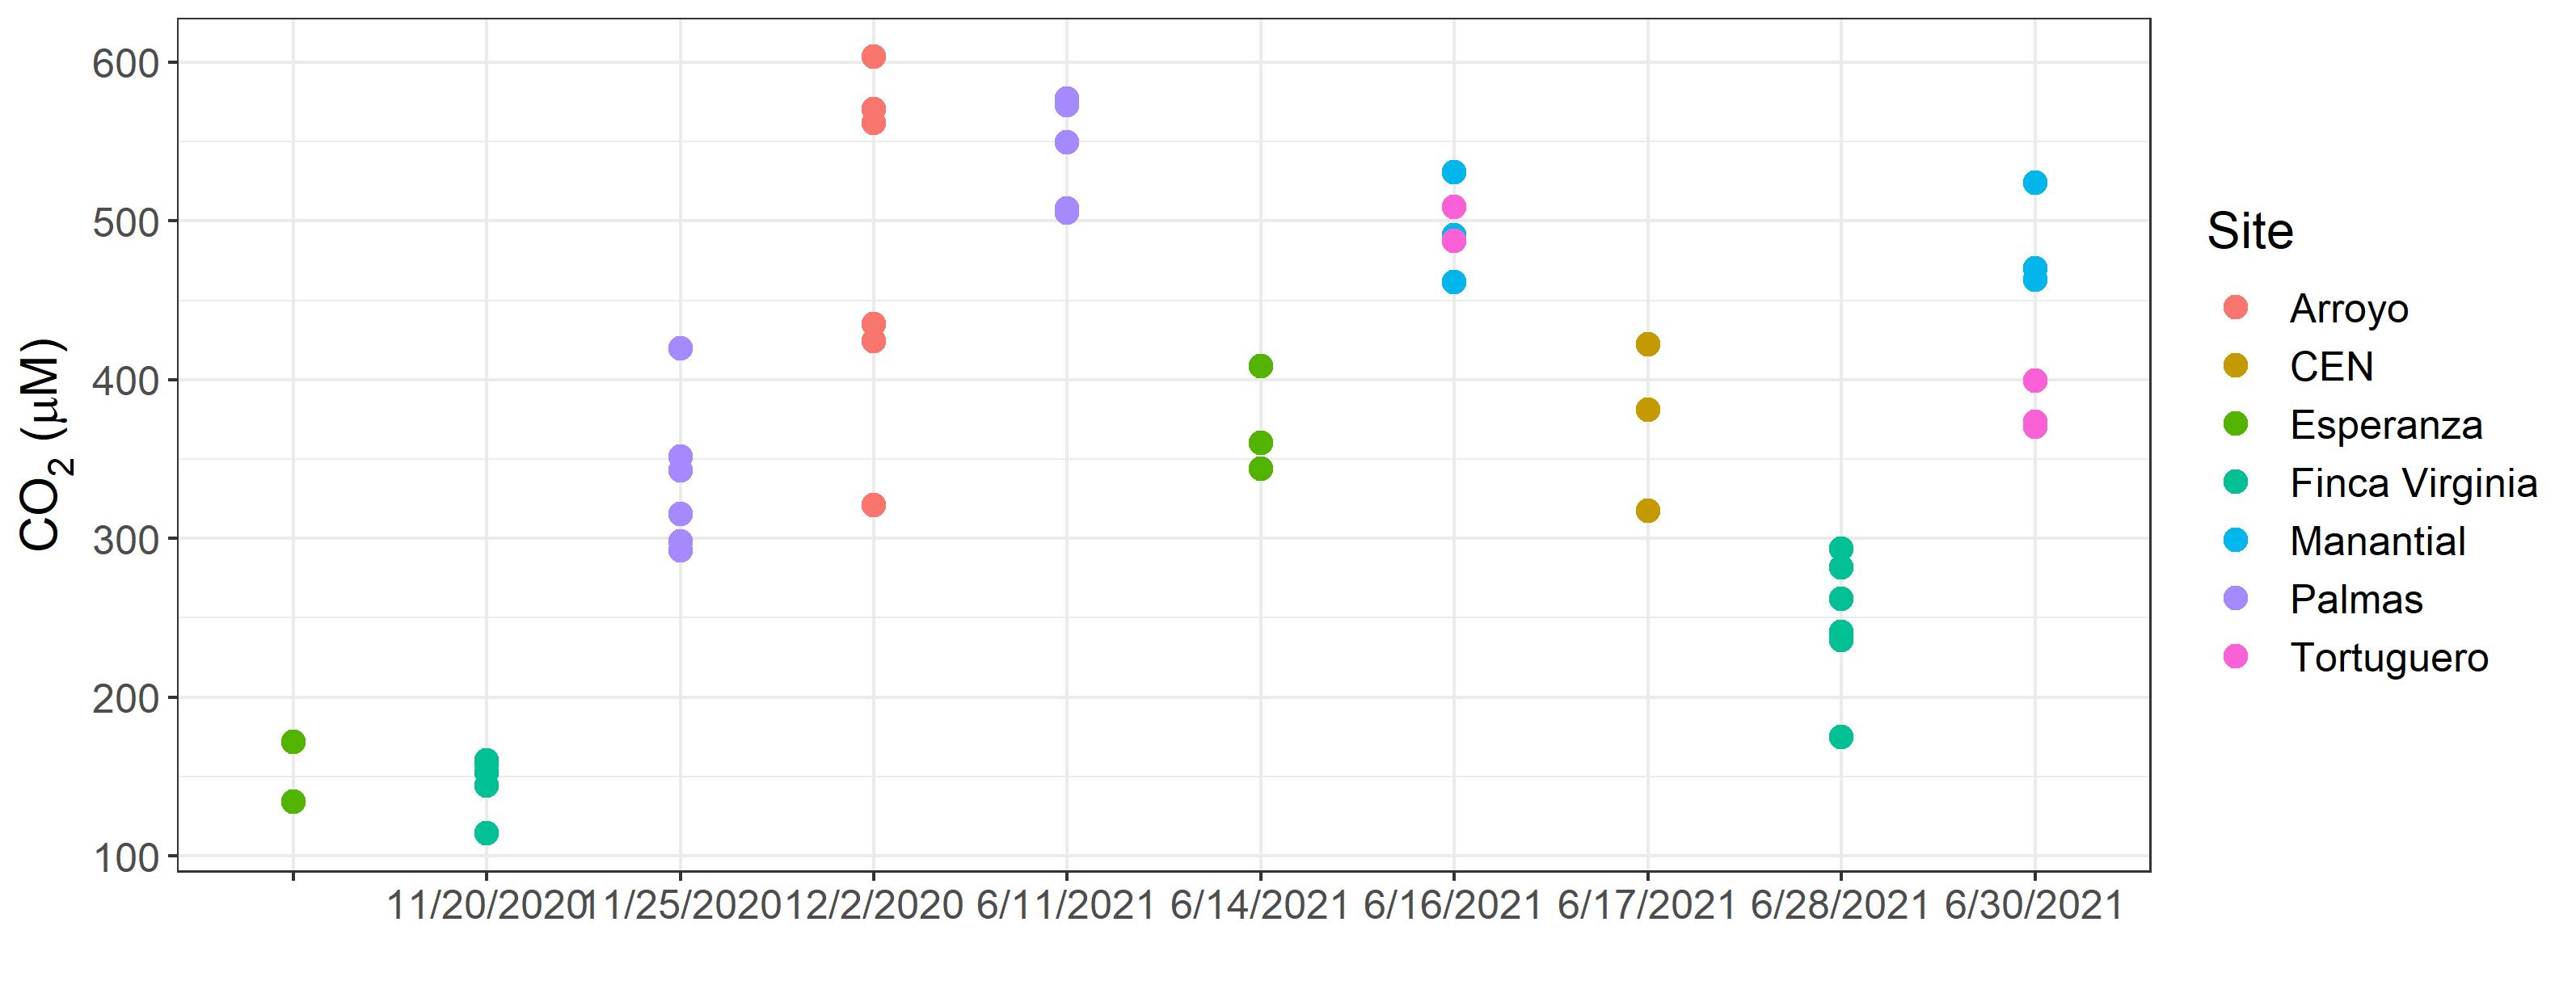 CO2 (μM)
600
500
400
300
200
100
11/20/2020
11/25/2020
12/2/2020
6/11/2021
6/14/2021
6/16/2021
6/17/2021
6/28/2021
6/30/2021
Site
Arroyo
CEN
Esperanza
Finca Virginia
Manantial
Palmas
Tortuguero